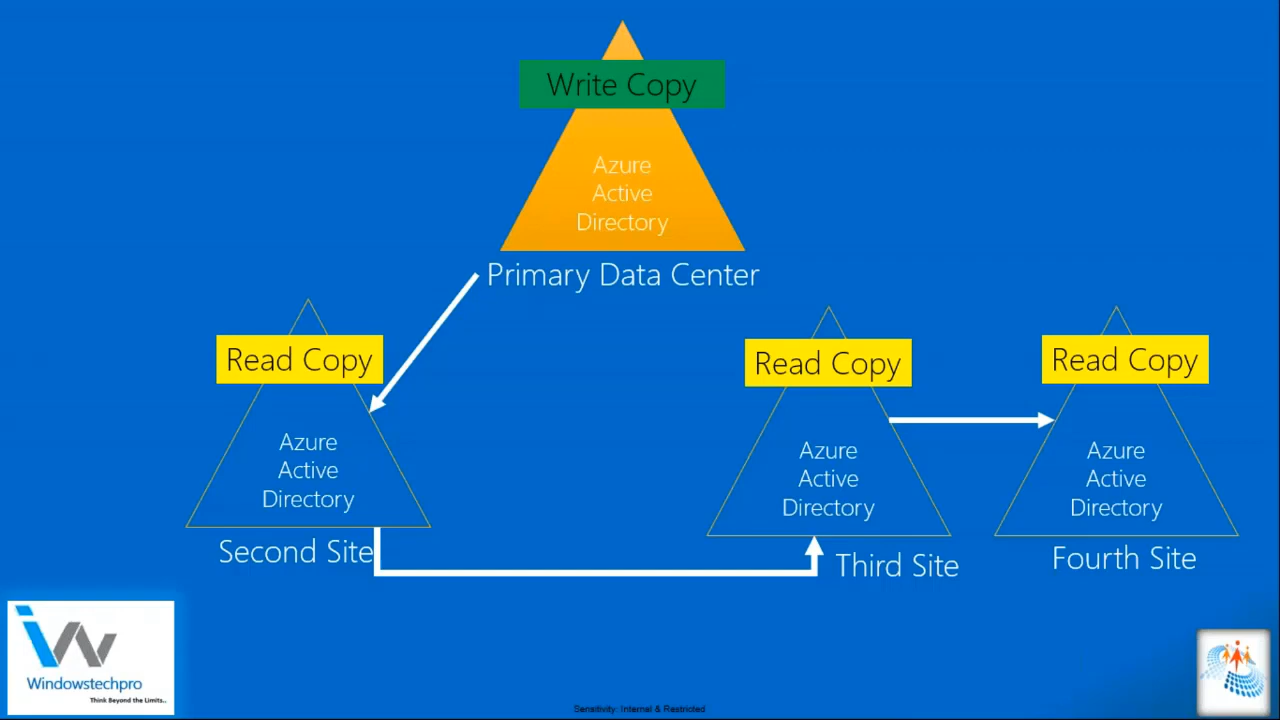 Write Copy
Azure
Active
Directory
Primary Data Center
Read Copy
Azure
Active
Directory
Second Site
Read Copy
Azure
Active
Directory
Third Site
Read Copy
Azure
Active
Directory
Fourth Site
Windowstechpro
Think Beyond the Limits..
Sensitivity: Internal & Restricted